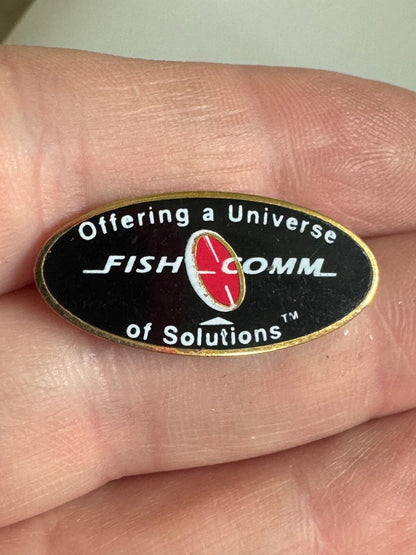 Offering a Universe
FISH COMM
of Solutions™